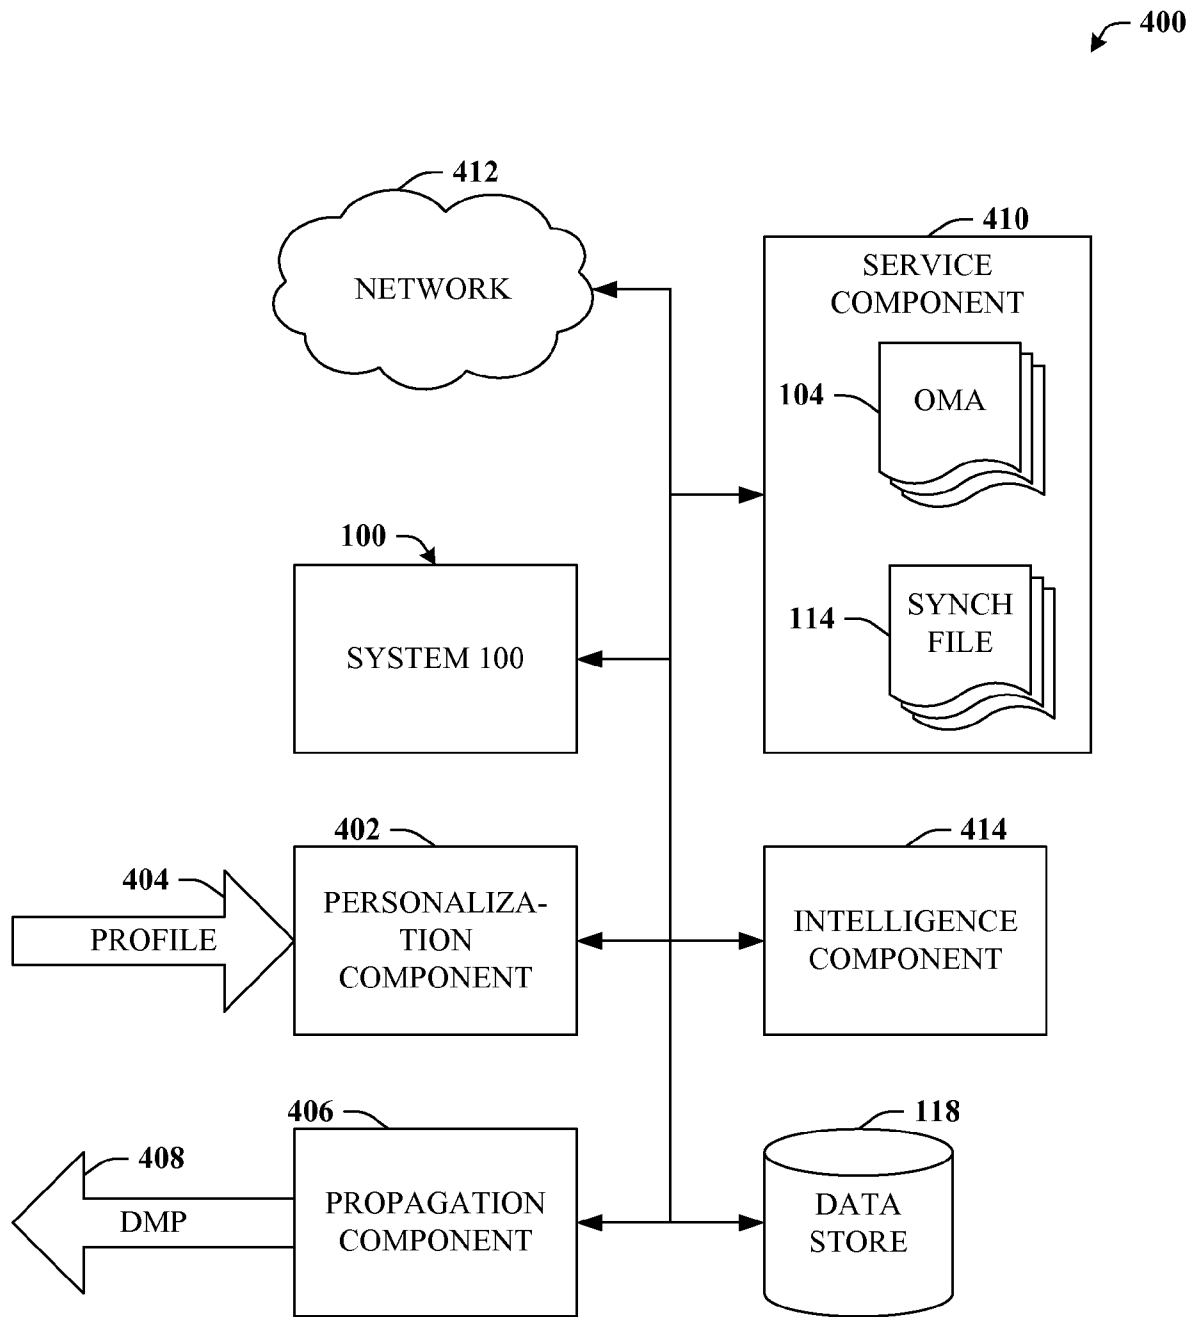 400
412
NETWORK
410
SERVICE
COMPONENT
104
OMA
100
SYSTEM 100
114
SYNCH
FILE
402
404
PROFILE
PERSONALIZA-
TION
COMPONENT
414
INTELLIGENCE
COMPONENT
406
408
DMP
PROPAGATION
COMPONENT
118
DATA
STORE